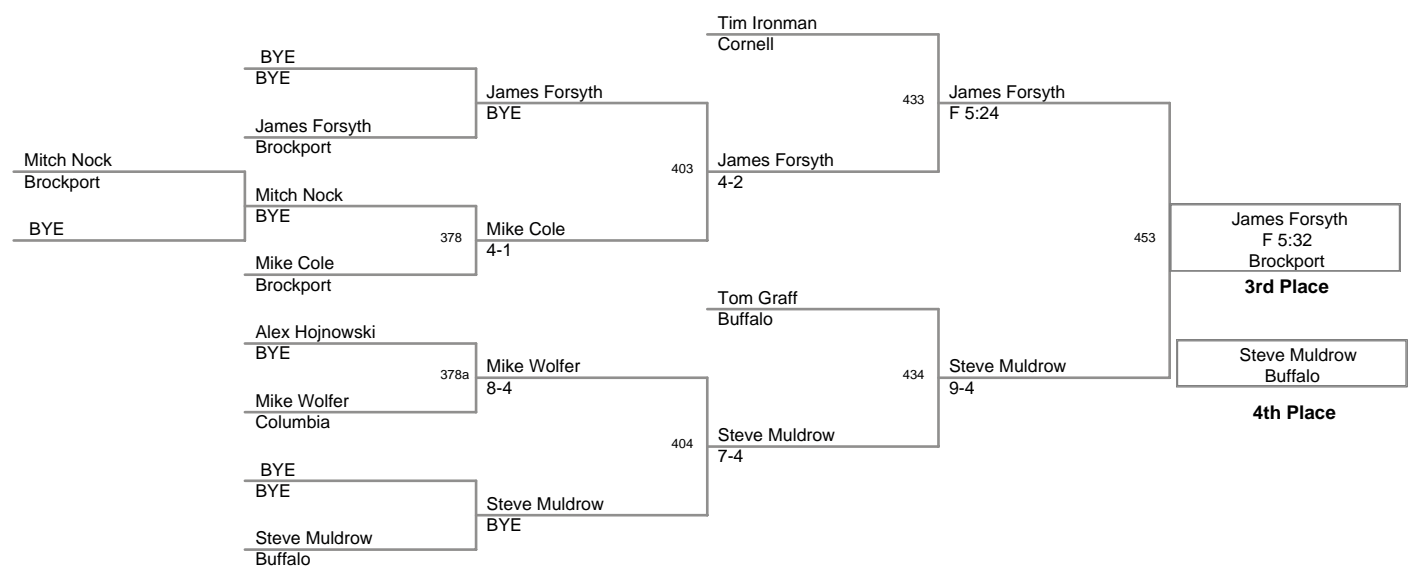 Tim Ironman
Cornell
BYE
BYE
James Forsyth
BYE
433
James Forsyth
F 5:24
James Forsyth
Brockport
Mitch Nock
Brockport
403
James Forsyth
4-2
Mitch Nock
BYE
BYE
378
Mike Cole
4-1
453
James Forsyth
F 5:32
Brockport
3rd Place
Mike Cole
Brockport
Tom Graff
Buffalo
Alex Hojnowski
BYE
378a
Mike Wolfer
8-4
434
Steve Muldrow
9-4
Steve Muldrow
Buffalo
4th Place
Mike Wolfer
Columbia
404
Steve Muldrow
7-4
BYE
BYE
Steve Muldrow
BYE
Steve Muldrow
Buffalo